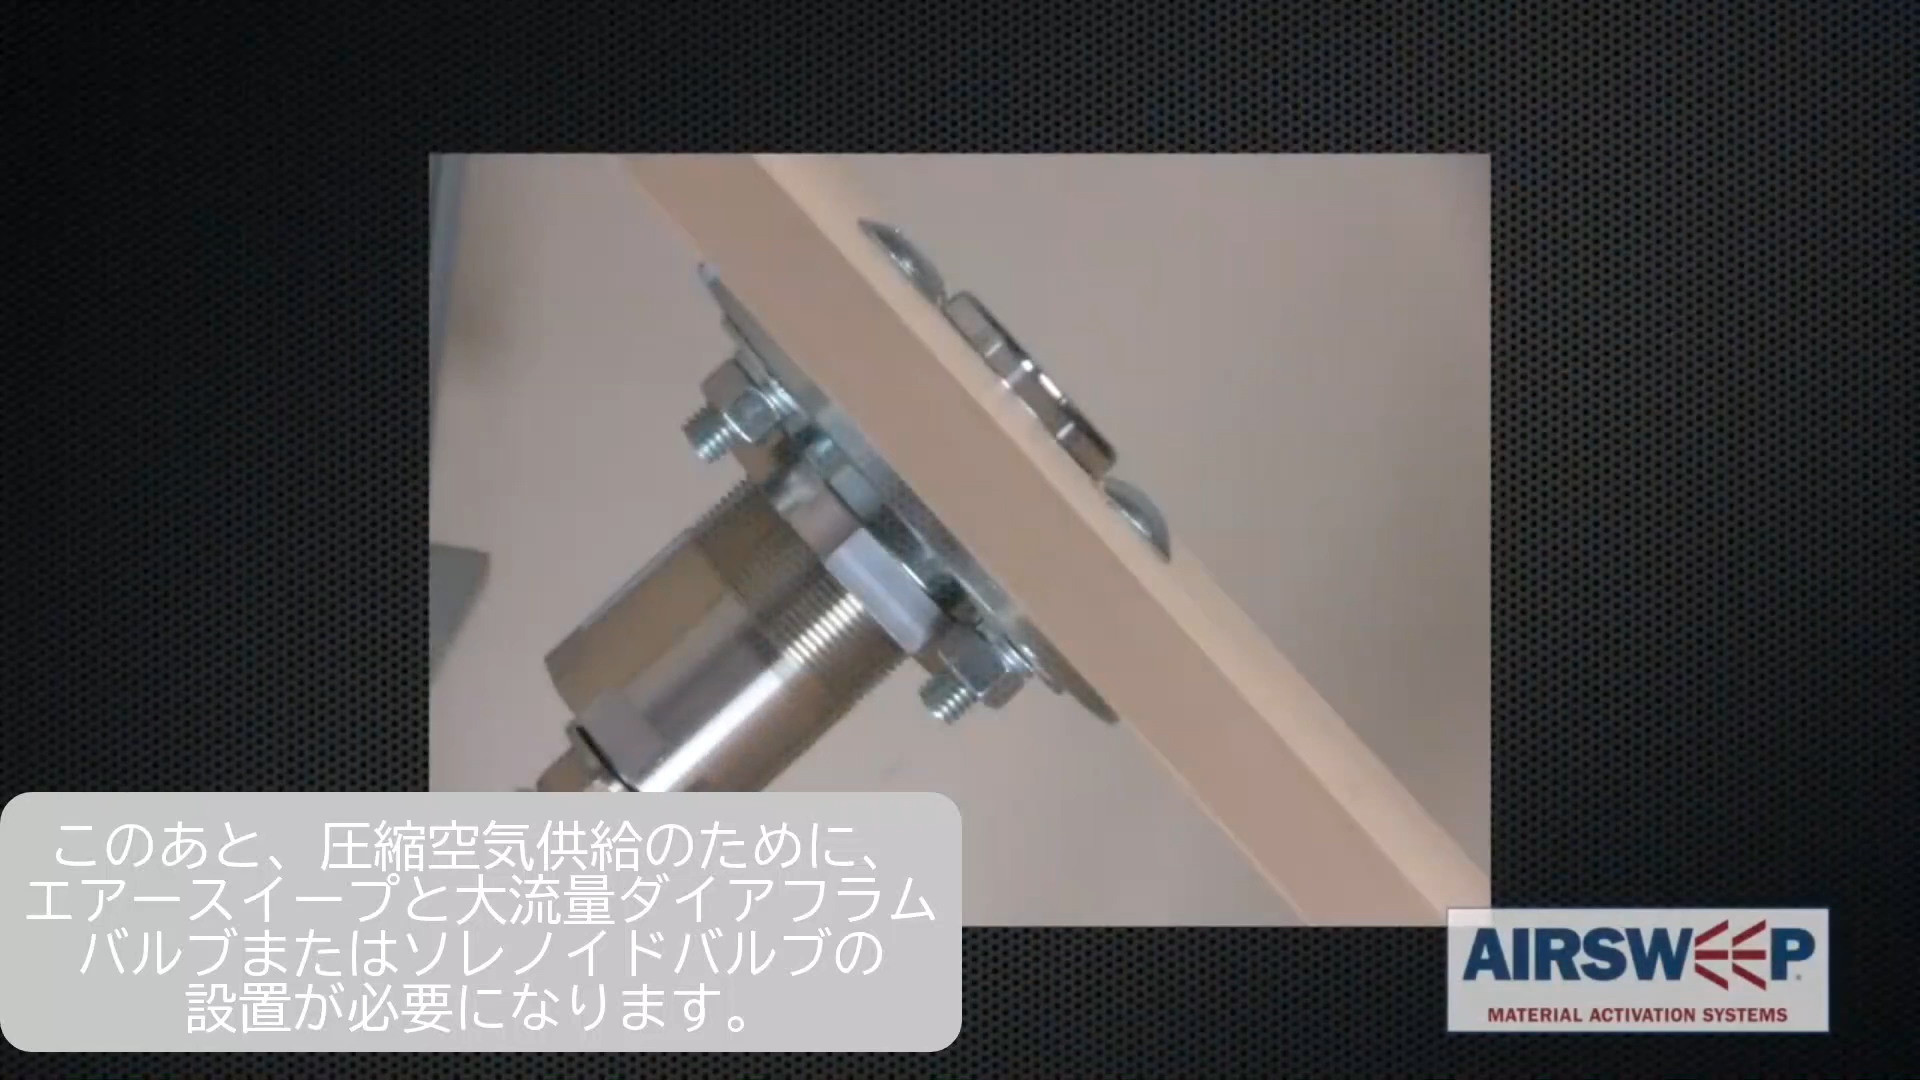 このあと、圧縮空気供給のために、
エアースイープと大流量ダイアフラム
バルブまたはソレノイドバルブの
設置が必要になります。
AIRSWEEP
MATERIAL ACTIVATION SYSTEMS